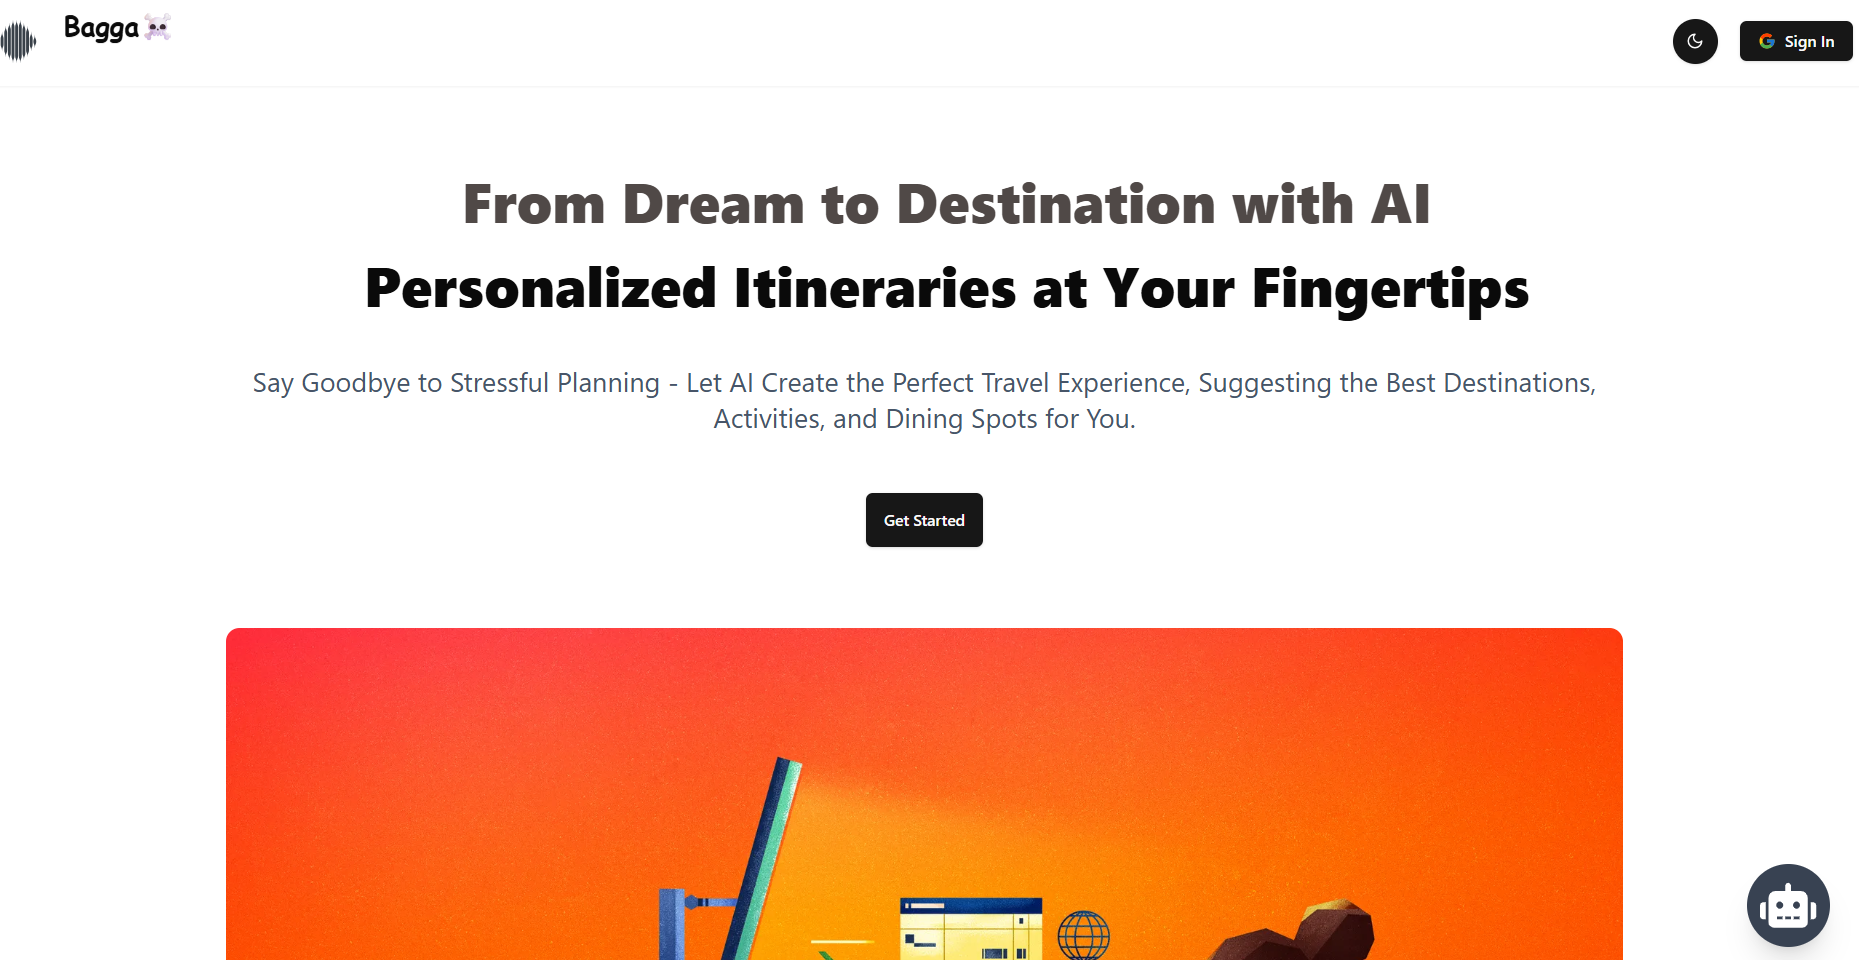 Bagga☠️
Sign In
From Dream to Destination with AI
Personalized Itineraries at Your Fingertips
Say Goodbye to Stressful Planning - Let AI Create the Perfect Travel Experience, Suggesting the Best Destinations,
Activities, and Dining Spots for You.
Get Started